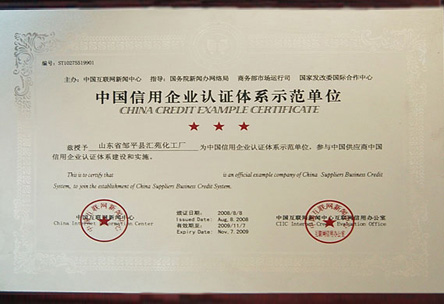 编号: ST10275519901
主办: 中国互联网新闻中心 指导: 国务院新闻办网络局 商务部市场运行司 国家发改委国际合作中心
中国信用企业认证体系示范单位
CHINA CREDIT EXAMPLE CERTIFICATE
兹授予 山东省邹平县汇苑化工厂 为中国信用企业认证体系示范单位, 参与中国供应商中国
信用企业认证体系建设和实施。
This is to certify that is an official example company of China Suppliers Business Credit
System, to join the establishment of China Suppliers Business Credit System.
中国互联网新闻中心
China Internet Information Center
颁证日期: 2008/8/8
Issued Date: Aug.8.2008
有效日期: 2009/11/7
Expiry Date: Nov.7.2009
中国互联网新闻中心互联网信用办公室
CIIC Internet Credit Evaluation Office